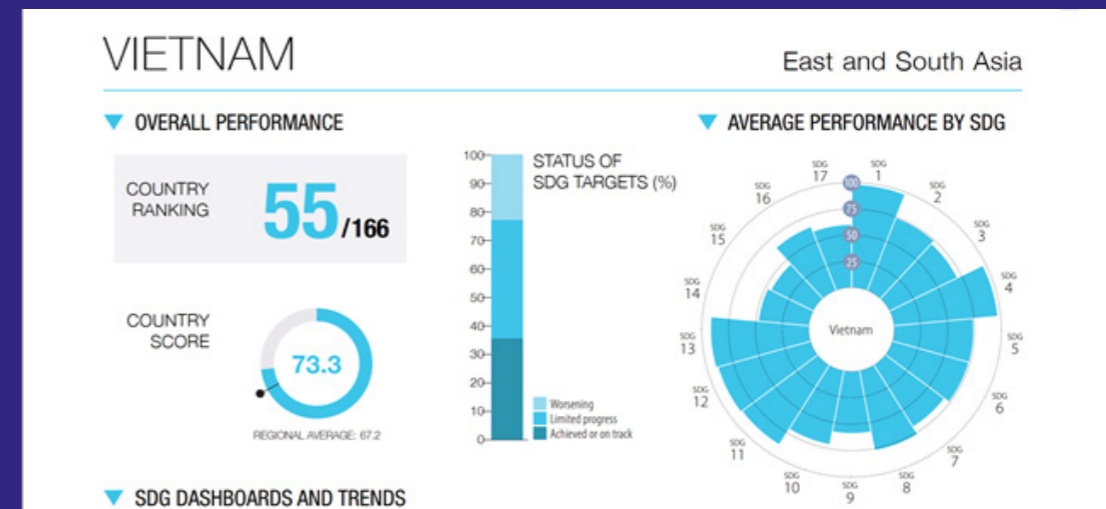 VIETNAM
East and South Asia
▼ OVERALL PERFORMANCE
COUNTRY
RANKING
55/166
COUNTRY
SCORE
73.3
REGIONAL AVERAGE: 67.2
STATUS OF
SDG TARGETS (%)
100
90
80
70
60
50
40
30
20
10
0
Worsening
Limited progress
Achieved or on track
▼ AVERAGE PERFORMANCE BY SDG
SDG
1
SDG
2
SDG
3
SDG
4
SDG
5
SDG
6
SDG
7
SDG
8
SDG
9
SDG
10
SDG
11
SDG
12
SDG
13
SDG
14
SDG
15
SDG
16
SDG
17
100
75
50
25
Vietnam
▼ SDG DASHBOARDS AND TRENDS